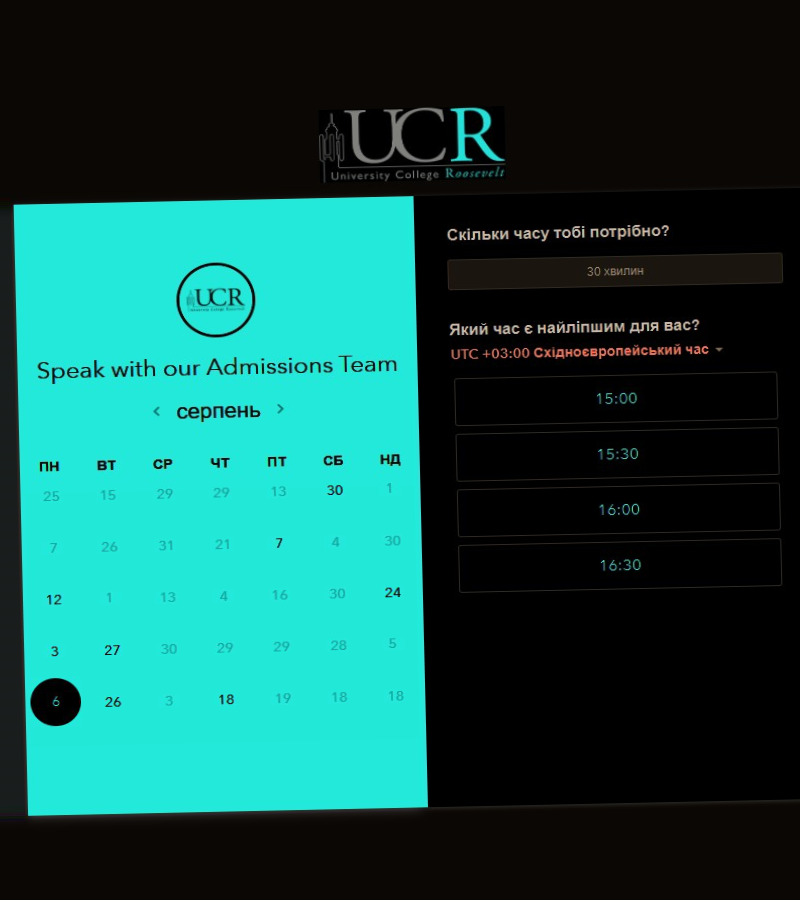 UCR
University College Roosevelt
UCR
University College Roosevelt
Speak with our Admissions Team
серпень
ПН ВТ СР ЧТ ПТ СБ НД
25 15 29 29 13 30 1
7 26 31 21 7 4 30
12 1 13 4 16 30 24
3 27 30 29 29 28 5
6 26 3 18 19 18 18
Скільки часу тобі потрібно?
30 хвилин
Який час є найліпшим для вас?
UTC +03:00 Східноєвропейський час
15:00
15:30
16:00
16:30